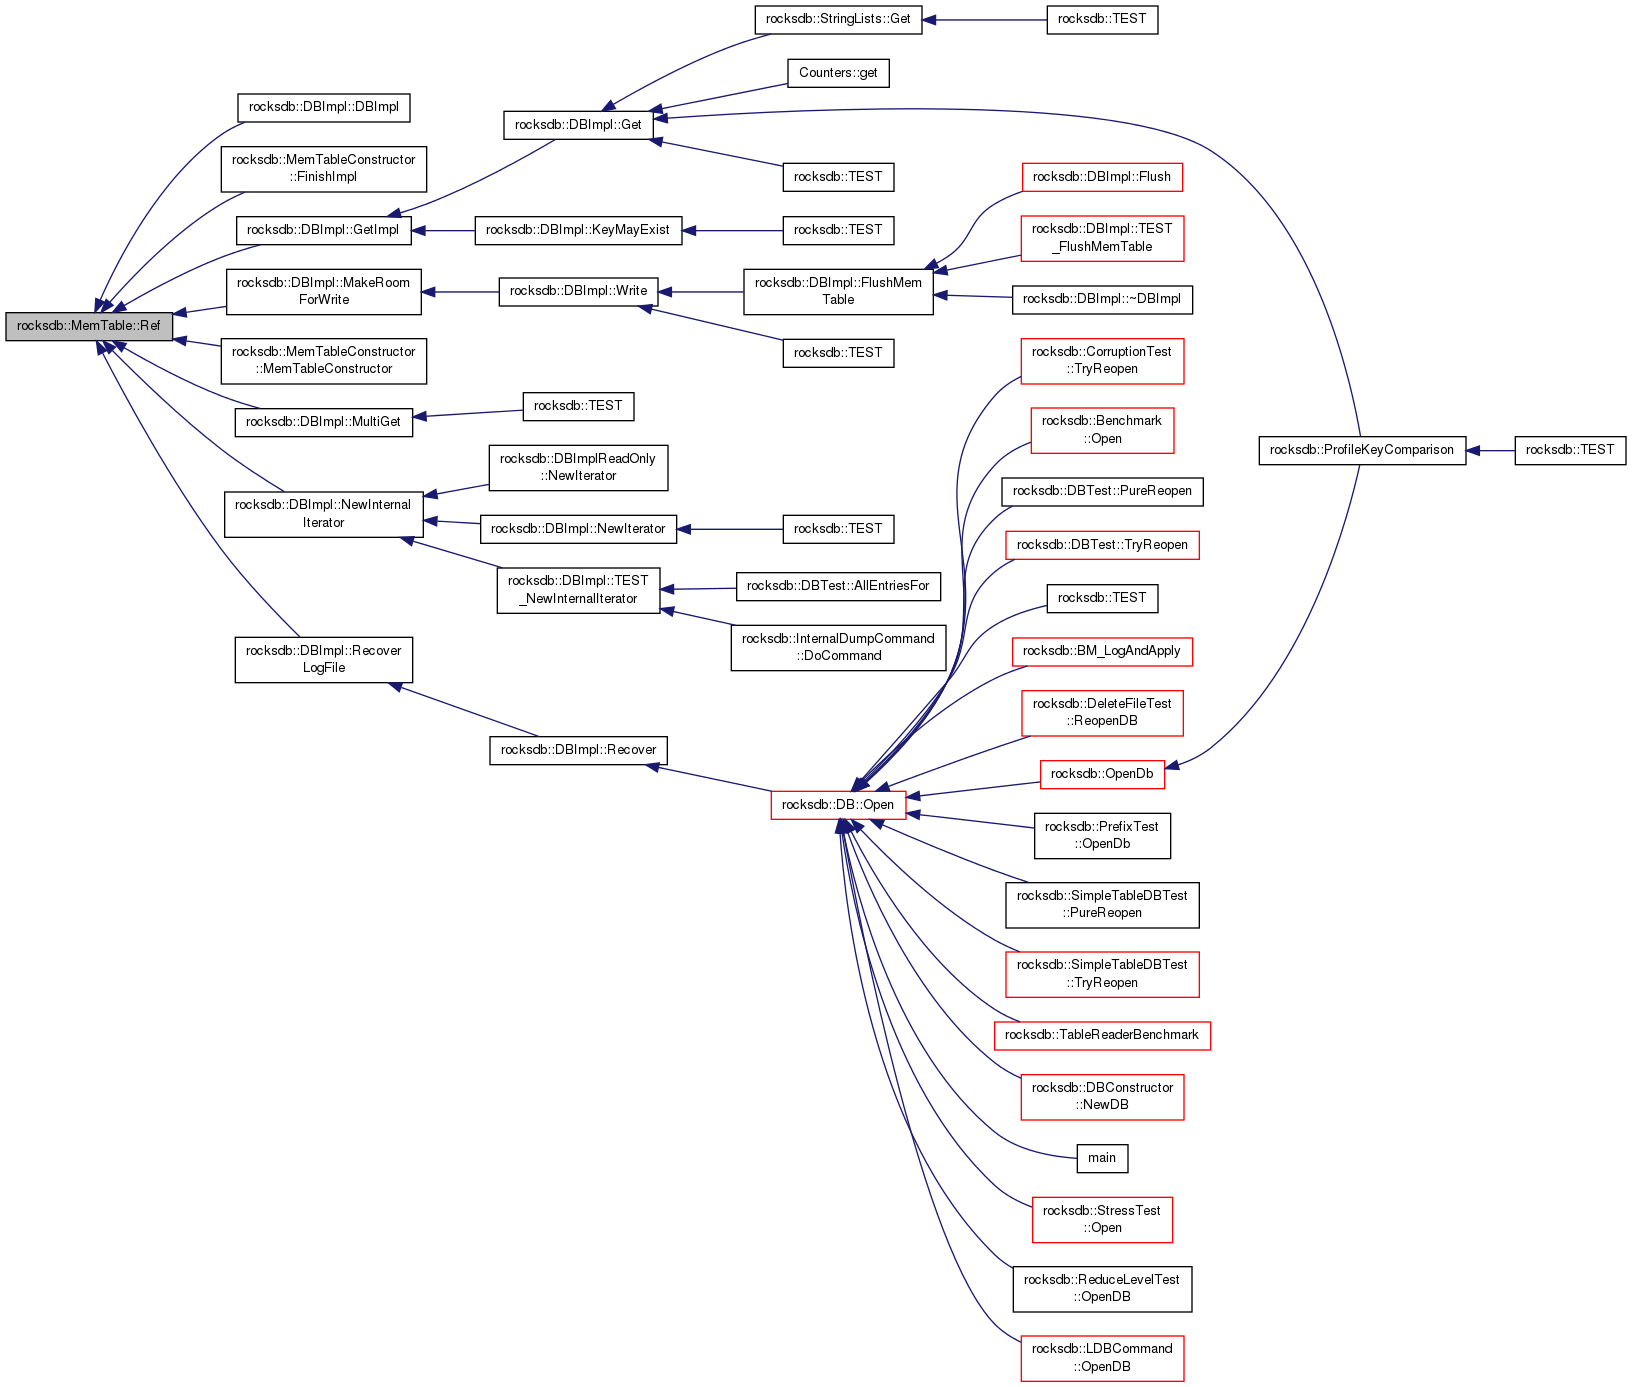 rocksdb::MemTable::Ref
rocksdb::DBImpl::DBImpl
rocksdb::MemTableConstructor
::FinishImpl
rocksdb::DBImpl::GetImpl
rocksdb::DBImpl::MakeRoom
ForWrite
rocksdb::MemTableConstructor
::MemTableConstructor
rocksdb::DBImpl::MultiGet
rocksdb::DBImpl::NewInternal
Iterator
rocksdb::DBImpl::Recover
LogFile
rocksdb::DBImpl::Get
rocksdb::DBImpl::KeyMayExist
rocksdb::DBImpl::Write
rocksdb::TEST
rocksdb::DBImplReadOnly
::NewIterator
rocksdb::DBImpl::NewIterator
rocksdb::DBImpl::TEST
_NewInternalIterator
rocksdb::DBImpl::Recover
rocksdb::StringLists::Get
Counters::get
rocksdb::TEST
rocksdb::TEST
rocksdb::DBImpl::FlushMem
Table
rocksdb::TEST
rocksdb::TEST
rocksdb::DBTest::AllEntriesFor
rocksdb::InternalDumpCommand
::DoCommand
rocksdb::DB::Open
rocksdb::TEST
rocksdb::DBImpl::Flush
rocksdb::DBImpl::TEST
_FlushMemTable
rocksdb::DBImpl::~DBImpl
rocksdb::CorruptionTest
::TryReopen
rocksdb::Benchmark
::Open
rocksdb::DBTest::PureReopen
rocksdb::DBTest::TryReopen
rocksdb::TEST
rocksdb::BM_LogAndApply
rocksdb::DeleteFileTest
::ReopenDB
rocksdb::OpenDb
rocksdb::PrefixTest
::OpenDb
rocksdb::SimpleTableDBTest
::PureReopen
rocksdb::SimpleTableDBTest
::TryReopen
rocksdb::TableReaderBenchmark
rocksdb::DBConstructor
::NewDB
main
rocksdb::StressTest
::Open
rocksdb::ReduceLevelTest
::OpenDB
rocksdb::LDBCommand
::OpenDB
rocksdb::ProfileKeyComparison
rocksdb::TEST